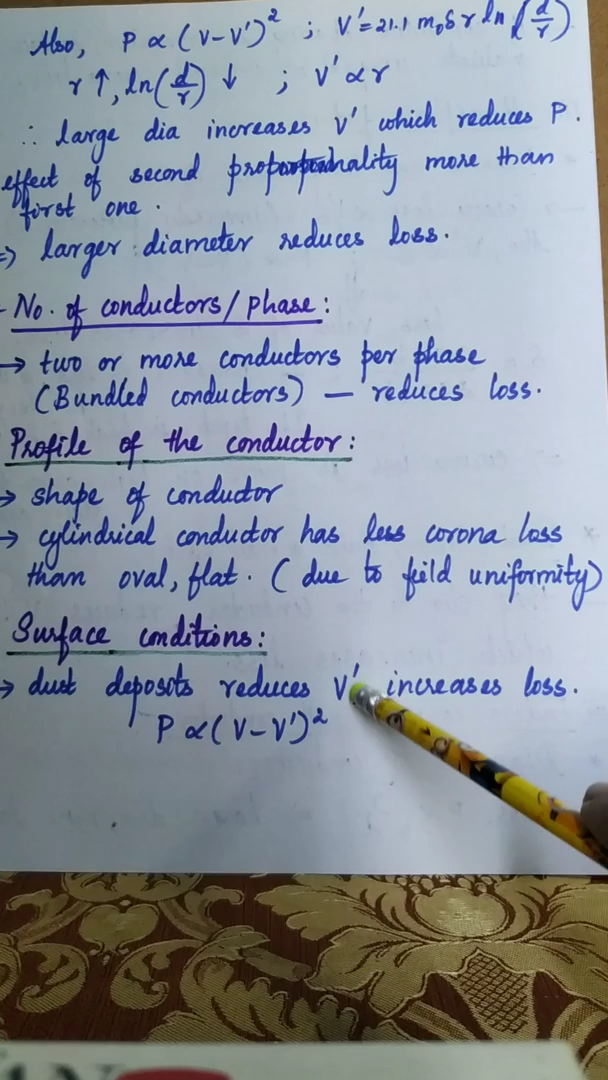 Also, P ∝ (V-V')² ; V' = 21.1 m₀ δ r ln (d/r)
r ↑, ln(d/r) ↓ ; V' ∝ r
∴ large dia increases V' which reduces P.
effect of second proportionality more than
first one.
=> larger diameter reduces loss.
- No. of conductors/phase:
→ two or more conductors per phase
(Bundled conductors) — reduces loss.
Profile of the conductor:
→ shape of conductor
→ cylindrical conductor has less corona loss
than oval, flat. (due to field uniformity)
Surface conditions:
→ dust deposits reduces V' increases loss.
P ∝ (V-V')²